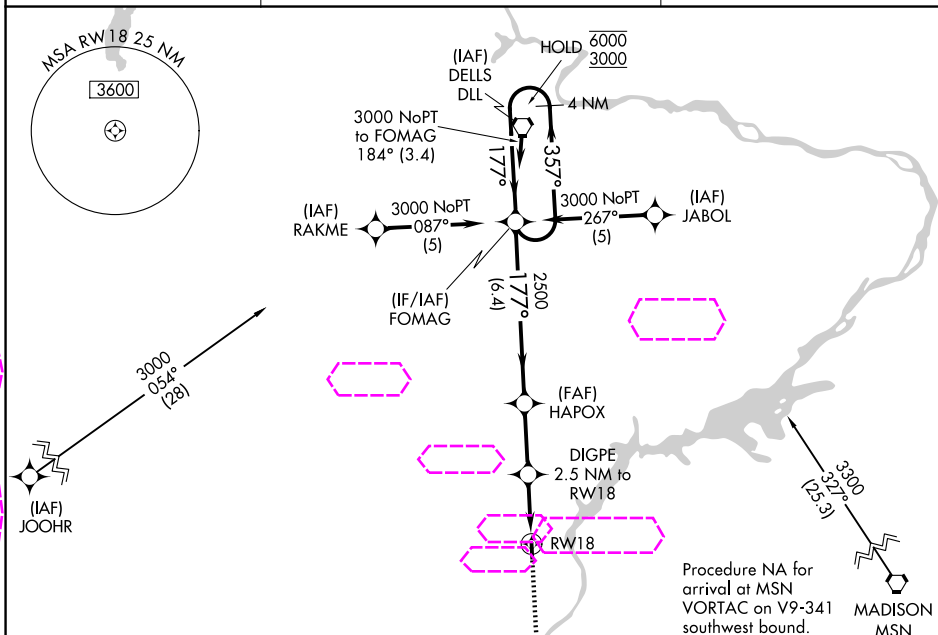 MSA RW18 25 NM
3600
(IAF)
DELLS
DLL
HOLD
6000
3000
4 NM
3000 NoPT
to FOMAG
184° (3.4)
177°
357°
(IAF)
RAKME
3000 NoPT
087°
(5)
3000 NoPT
267°
(5)
(IAF)
JABOL
(IF/IAF)
FOMAG
2500
177°
(6.4)
3000
054°
(28)
(IAF)
JOOHR
(FAF)
HAPOX
DIGPE
2.5 NM to
RW18
RW18
3300
327°
(25.3)
Procedure NA for
arrival at MSN
VORTAC on V9-341
southwest bound.
MADISON
MSN